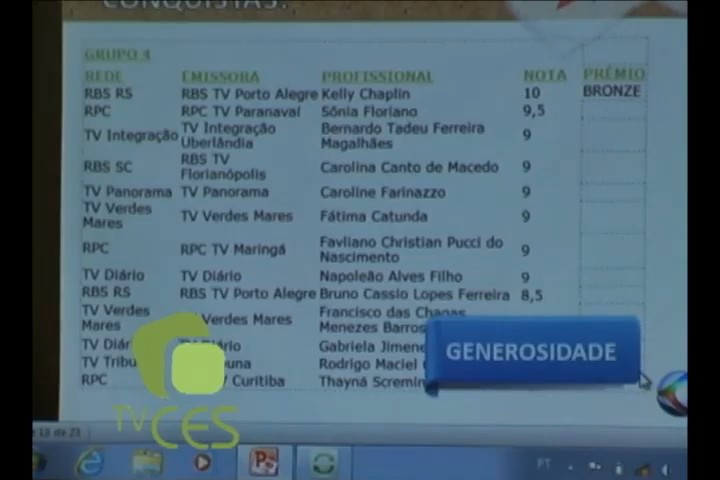 CONQUISTAS:
GRUPO 4
REDE EMISSORA PROFISSIONAL NOTA PRÊMIO
RBS RS RBS TV Porto Alegre Kelly Chaplin 10 BRONZE
RPC RPC TV Paranavaí Sônia Floriano 9,5
TV Integração TV Integração Uberlândia Bernardo Tadeu Ferreira Magalhães 9
RBS SC RBS TV Florianópolis Carolina Canto de Macedo 9
TV Panorama TV Panorama Caroline Farinazzo 9
TV Verdes Mares TV Verdes Mares Fátima Catunda 9
RPC RPC TV Maringá Favliano Christian Pucci do Nascimento 9
TV Diário TV Diário Napoleão Alves Filho 9
RBS RS RBS TV Porto Alegre Bruno Cassio Lopes Ferreira 8,5
TV Verdes Mares Verdes Mares Francisco das Chagas Menezes Barros
TV Gabriela
Rodrigo Maciel
RPC Curitiba Thayná
GENEROSIDADE
TV CES
de 23
PT